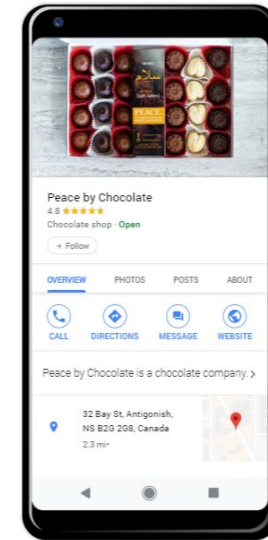 سلام
PEACE.
Peace by Chocolate
4.8
Chocolate shop · Open
+ Follow
OVERVIEW PHOTOS POSTS ABOUT
CALL DIRECTIONS MESSAGE WEBSITE
Peace by Chocolate is a chocolate company. >
32 Bay St, Antigonish,
NS B2G 2G8, Canada
2.3 mi·